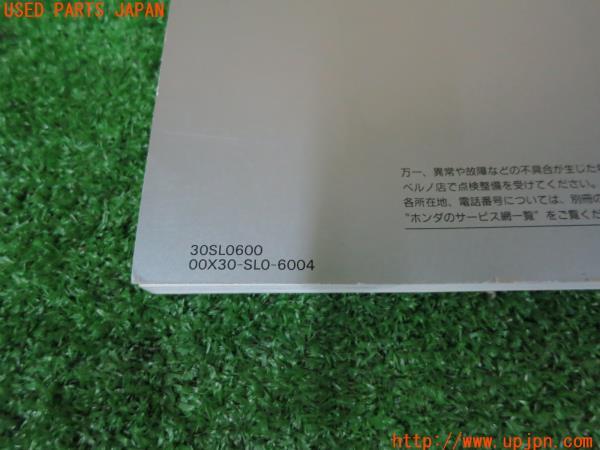 USED PARTS JAPAN
万一、異常や故障などの不具合が生じた
ベルノ店で点検整備を受けてください。
各所在地、電話番号については、別冊の
"ホンダのサービス網一覧"をご覧くだ
30SL0600
00X30-SL0-6004
http://www.upjpn.com/